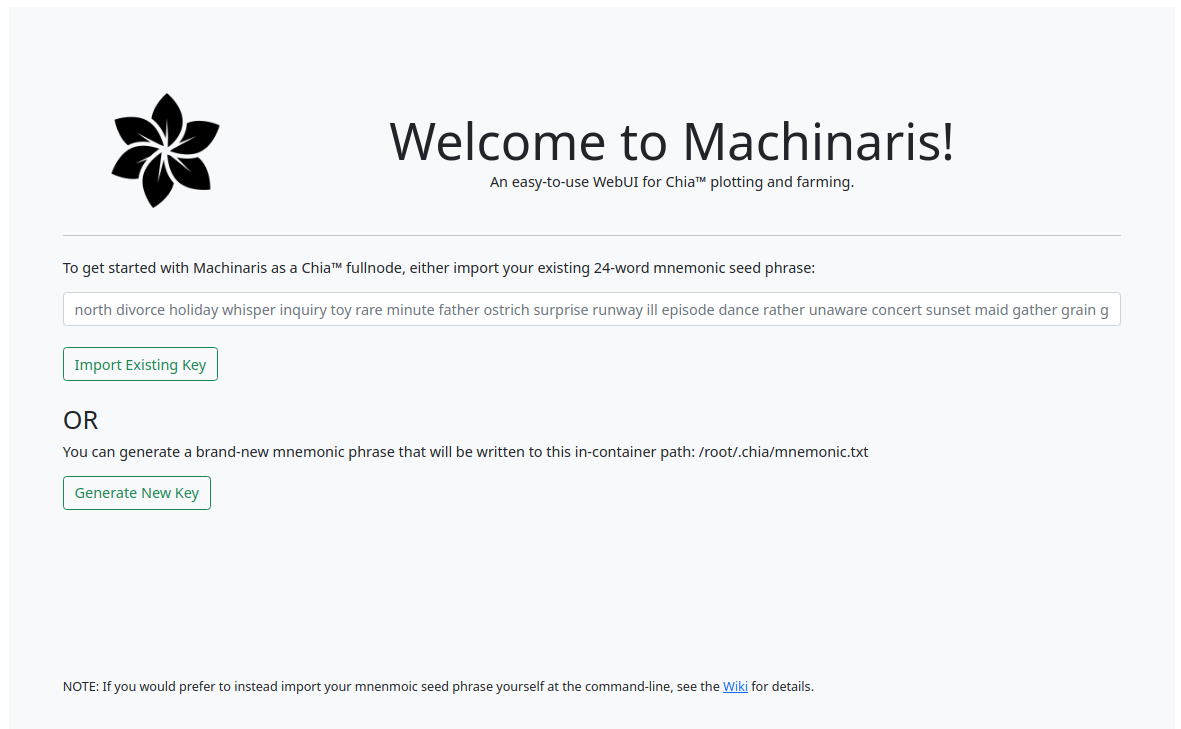 Welcome to Machinaris!
An easy-to-use WebUI for Chia™ plotting and farming.
To get started with Machinaris as a Chia™ fullnode, either import your existing 24-word mnemonic seed phrase:
north divorce holiday whisper inquiry toy rare minute father ostrich surprise runway ill episode dance rather unaware concert sunset maid gather grain g
Import Existing Key
OR
You can generate a brand-new mnemonic phrase that will be written to this in-container path: /root/.chia/mnemonic.txt
Generate New Key
NOTE: If you would prefer to instead import your mnenmoic seed phrase yourself at the command-line, see the Wiki for details.